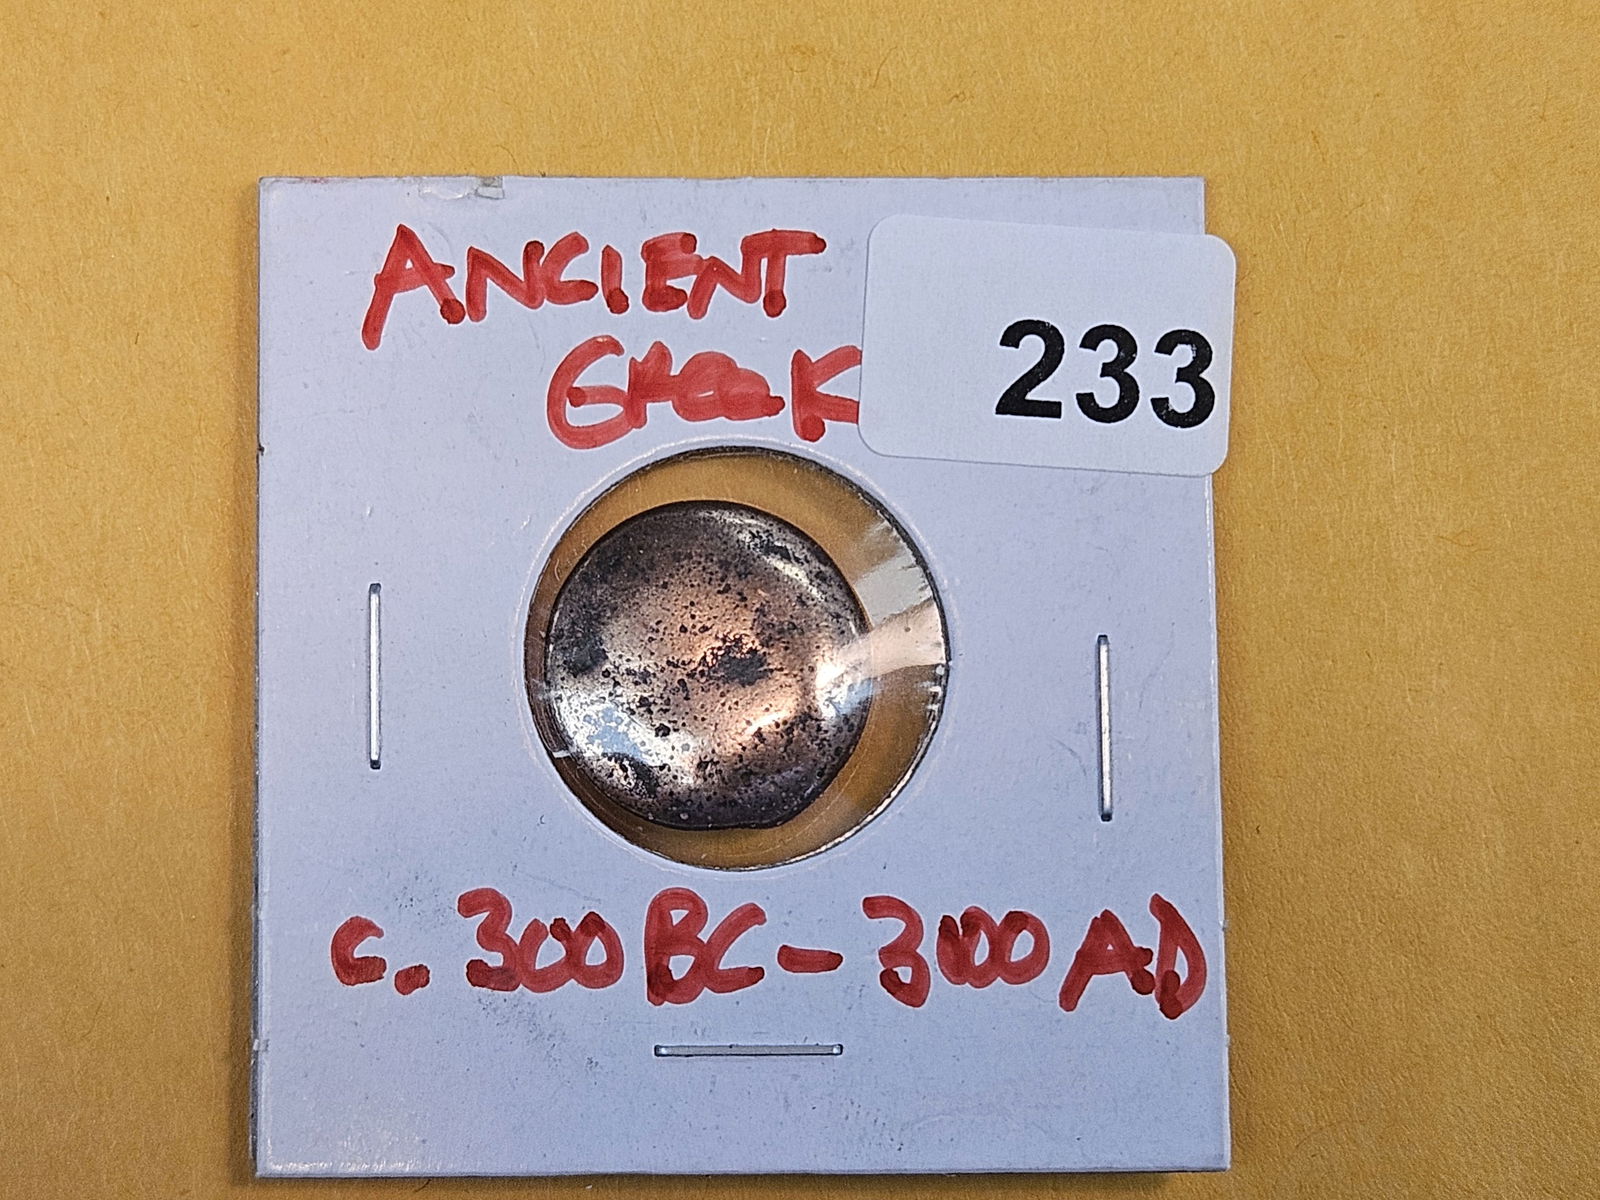 ANCIENT
GreeK
233
c. 300 BC - 300 AD